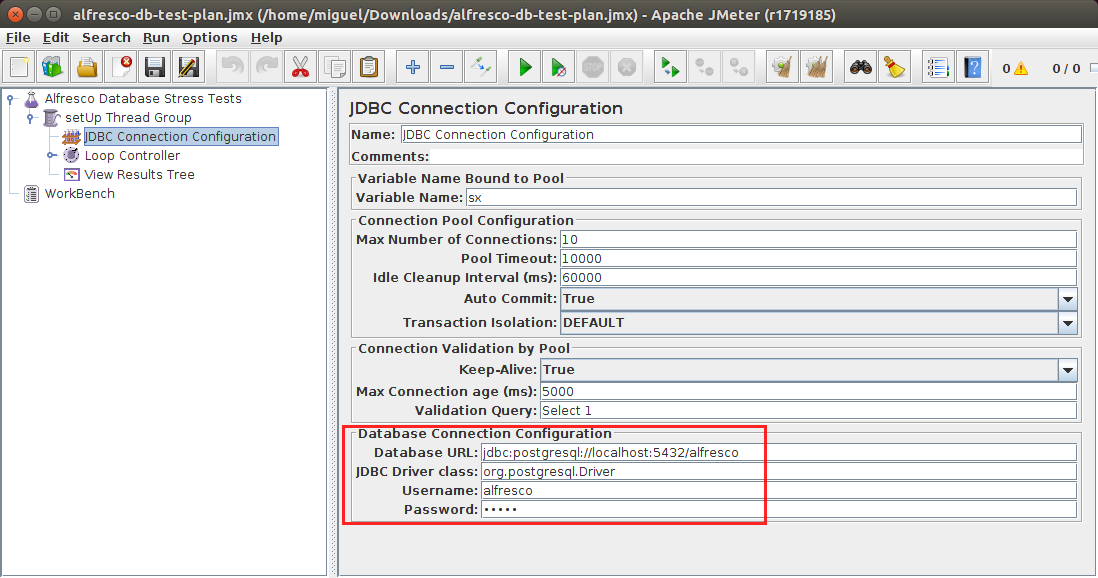 alfresco-db-test-plan.jmx (/home/miguel/Downloads/alfresco-db-test-plan.jmx) - Apache JMeter (r1719185)
File Edit Search Run Options Help
STOP
? 0 0 / 0
Alfresco Database Stress Tests
setUp Thread Group
JDBC Connection Configuration
Loop Controller
View Results Tree
WorkBench
JDBC Connection Configuration
Name: JDBC Connection Configuration
Comments:
Variable Name Bound to Pool
Variable Name: sx
Connection Pool Configuration
Max Number of Connections: 10
Pool Timeout: 10000
Idle Cleanup Interval (ms): 60000
Auto Commit: True
Transaction Isolation: DEFAULT
Connection Validation by Pool
Keep-Alive: True
Max Connection age (ms): 5000
Validation Query: Select 1
Database Connection Configuration
Database URL: jdbc:postgresql://localhost:5432/alfresco
JDBC Driver class: org.postgresql.Driver
Username: alfresco
Password: •••••